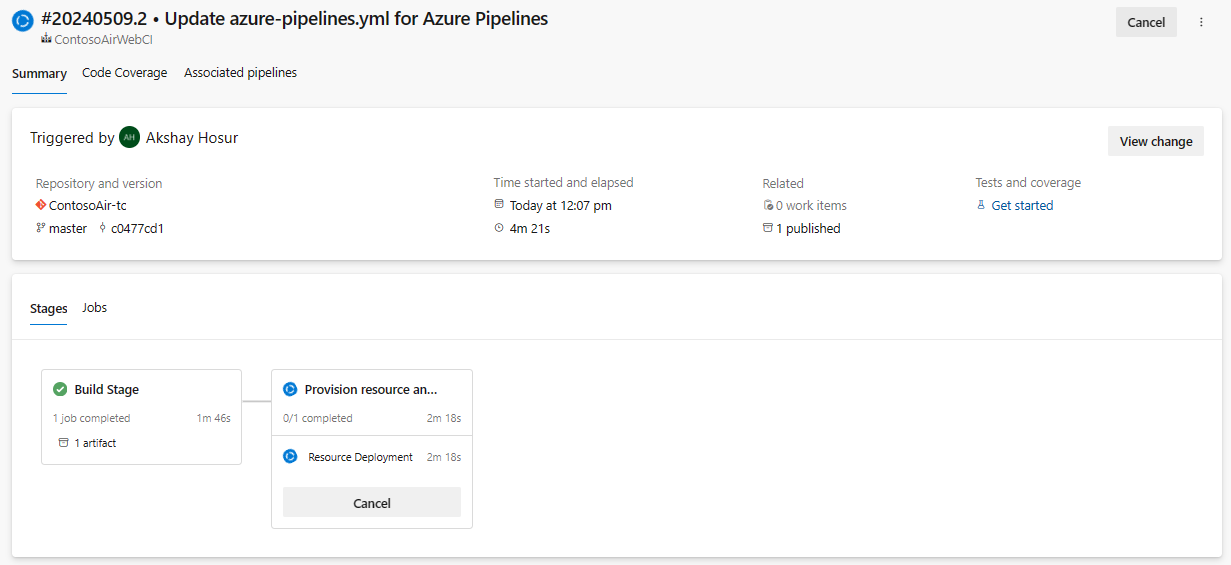 #20240509.2 • Update azure-pipelines.yml for Azure Pipelines
Cancel
ContosoAirWebCI
Summary Code Coverage Associated pipelines
Triggered by AH Akshay Hosur
View change
Repository and version Time started and elapsed Related Tests and coverage
ContosoAir-tc Today at 12:07 pm 0 work items Get started
master c0477cd1 4m 21s 1 published
Stages Jobs
Build Stage
1 job completed 1m 46s
1 artifact
Provision resource an...
0/1 completed 2m 18s
Resource Deployment 2m 18s
Cancel